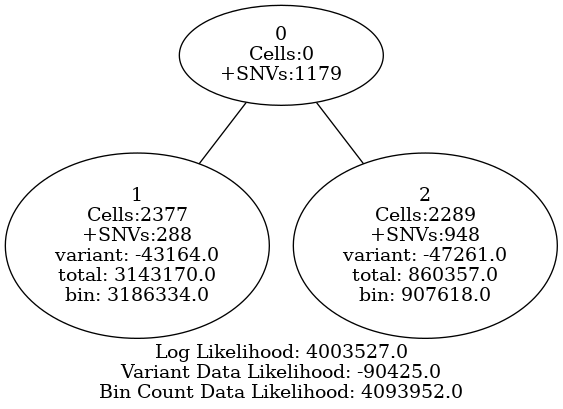 0
Cells:0
+SNVs:1179
1
Cells:2377
+SNVs:288
variant: -43164.0
total: 3143170.0
bin: 3186334.0
2
Cells:2289
+SNVs:948
variant: -47261.0
total: 860357.0
bin: 907618.0
Log Likelihood: 4003527.0
Variant Data Likelihood: -90425.0
Bin Count Data Likelihood: 4093952.0